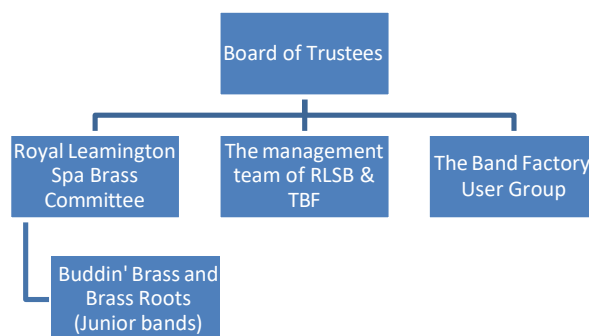 Board of Trustees
Royal Leamington
Spa Brass
Committee
The management
team of RLSB &
TBF
The Band Factory
User Group
Buddin' Brass and
Brass Roots
(Junior bands)